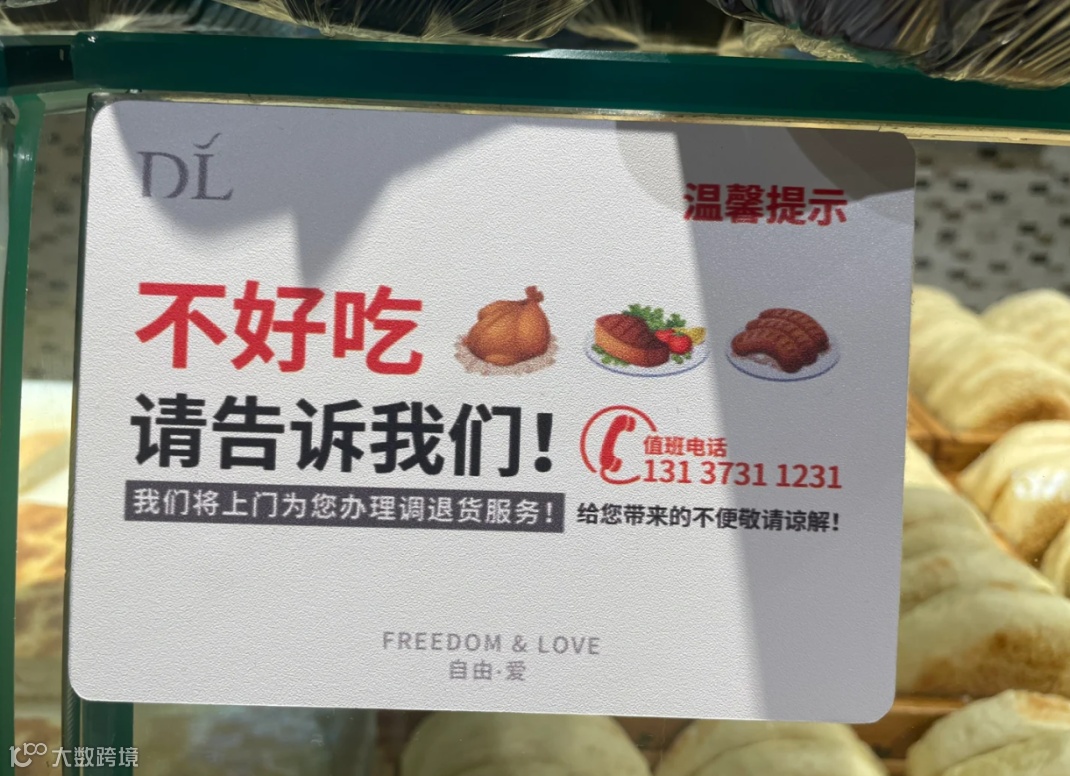 DL
温馨提示
不好吃
请告诉我们！
值班电话
131 3731 1231
我们将上门为您办理调退货服务！
给您带来的不便敬请谅解！
FREEDOM & LOVE
自由·爱
大数跨境